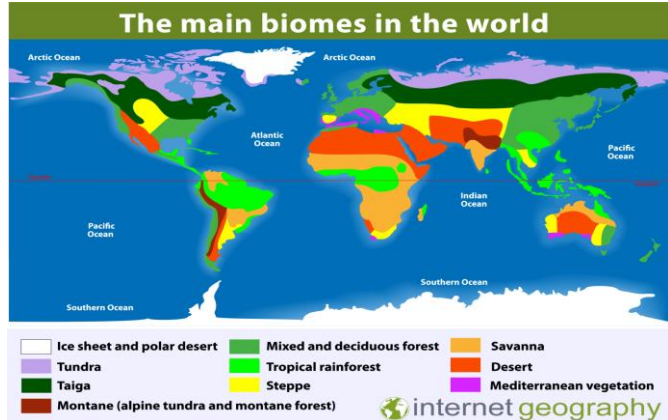 The main biomes in the world
Arctic Ocean
Arctic Ocean
Atlantic
Ocean
Pacific
Ocean
Indian
Ocean
Pacific
Ocean
Southern Ocean
Southern Ocean
Ice sheet and polar desert
Mixed and deciduous forest
Savanna
Tundra
Tropical rainforest
Desert
Taiga
Steppe
Mediterranean vegetation
Montane (alpine tundra and montane forest)
internet geography